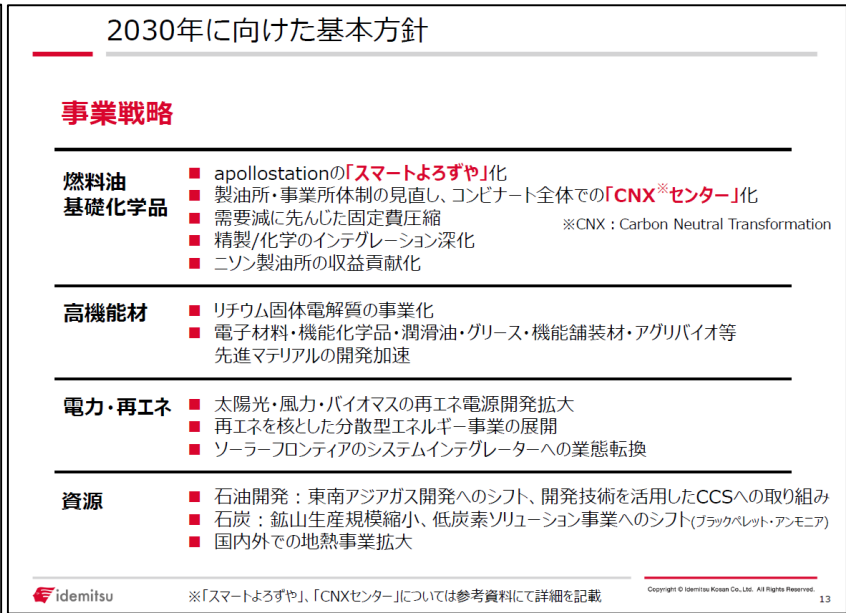 2030年に向けた基本方針
事業戦略
燃料油
基礎化学品
■ apollostationの「スマートよろずや」化
■ 製油所・事業所体制の見直し、コンビナート全体での「CNX※センター」化
■ 需要減に先んじた固定費圧縮
※CNX：Carbon Neutral Transformation
■ 精製/化学のインテグレーション深化
■ ニソン製油所の収益貢献化
高機能材
■ リチウム固体電解質の事業化
■ 電子材料・機能化学品・潤滑油・グリース・機能舗装材・アグリバイオ等
先進マテリアルの開発加速
電力・再エネ
■ 太陽光・風力・バイオマスの再エネ電源開発拡大
■ 再エネを核とした分散型エネルギー事業の展開
■ ソーラーフロンティアのシステムインテグレーターへの業態転換
資源
■ 石油開発：東南アジアガス開発へのシフト、開発技術を活用したCCSへの取り組み
■ 石炭：鉱山生産規模縮小、低炭素ソリューション事業へのシフト(ブラックペレット・アンモニア)
■ 国内外での地熱事業拡大
idemitsu
※「スマートよろずや」、「CNXセンター」については参考資料にて詳細を記載
Copyright © Idemitsu Kosan Co., Ltd. All Rights Reserved.
13